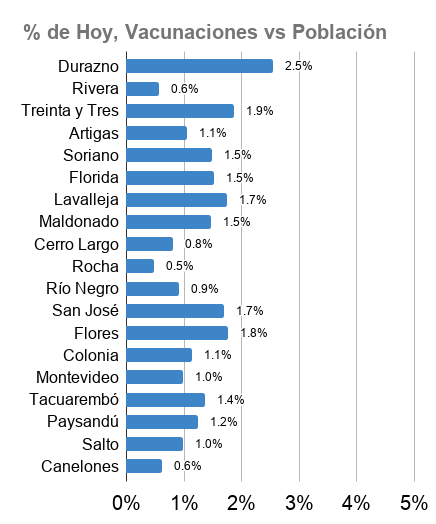 % de Hoy, Vacunaciones vs Población
Durazno 2.5%
Rivera 0.6%
Treinta y Tres 1.9%
Artigas 1.1%
Soriano 1.5%
Florida 1.5%
Lavalleja 1.7%
Maldonado 1.5%
Cerro Largo 0.8%
Rocha 0.5%
Río Negro 0.9%
San José 1.7%
Flores 1.8%
Colonia 1.1%
Montevideo 1.0%
Tacuarembó 1.4%
Paysandú 1.2%
Salto 1.0%
Canelones 0.6%
0% 1% 2% 3% 4% 5%